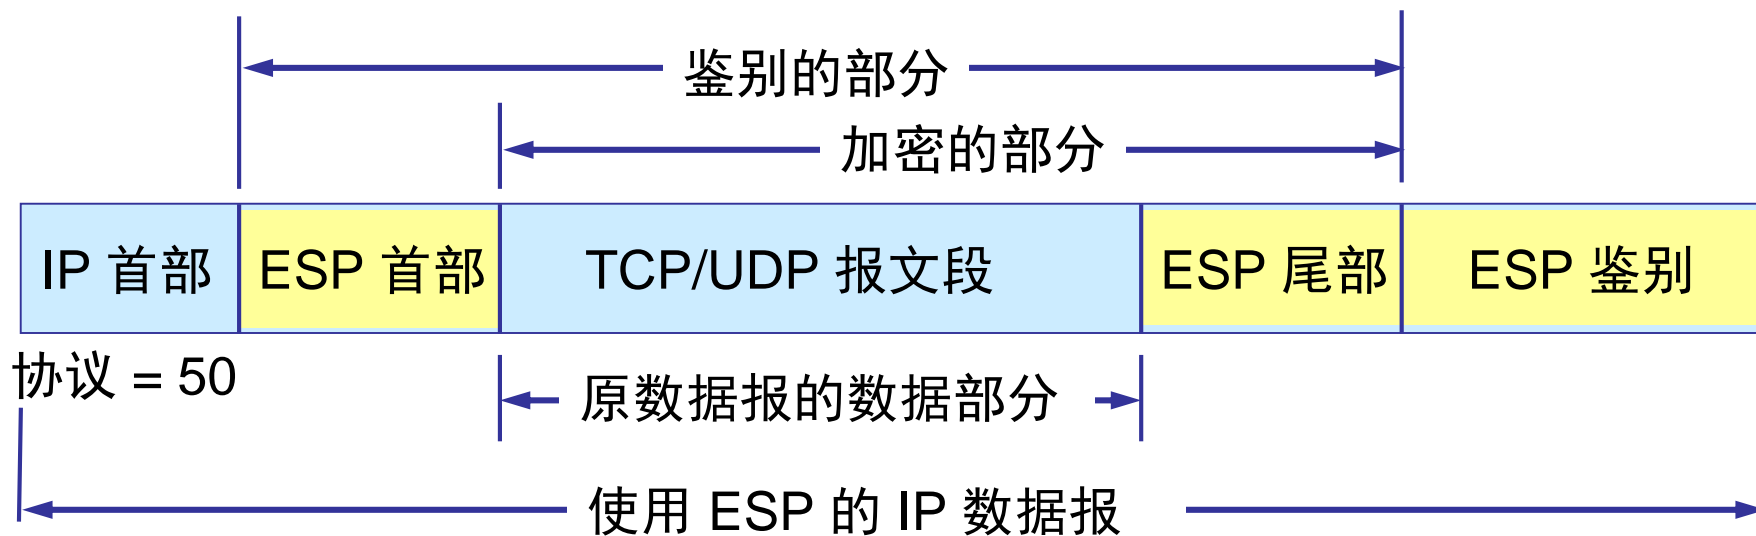 鉴别的部分
加密的部分
IP 首部 ESP 首部 TCP/UDP 报文段 ESP 尾部 ESP 鉴别
协议 = 50
原数据报的数据部分
使用 ESP 的 IP 数据报